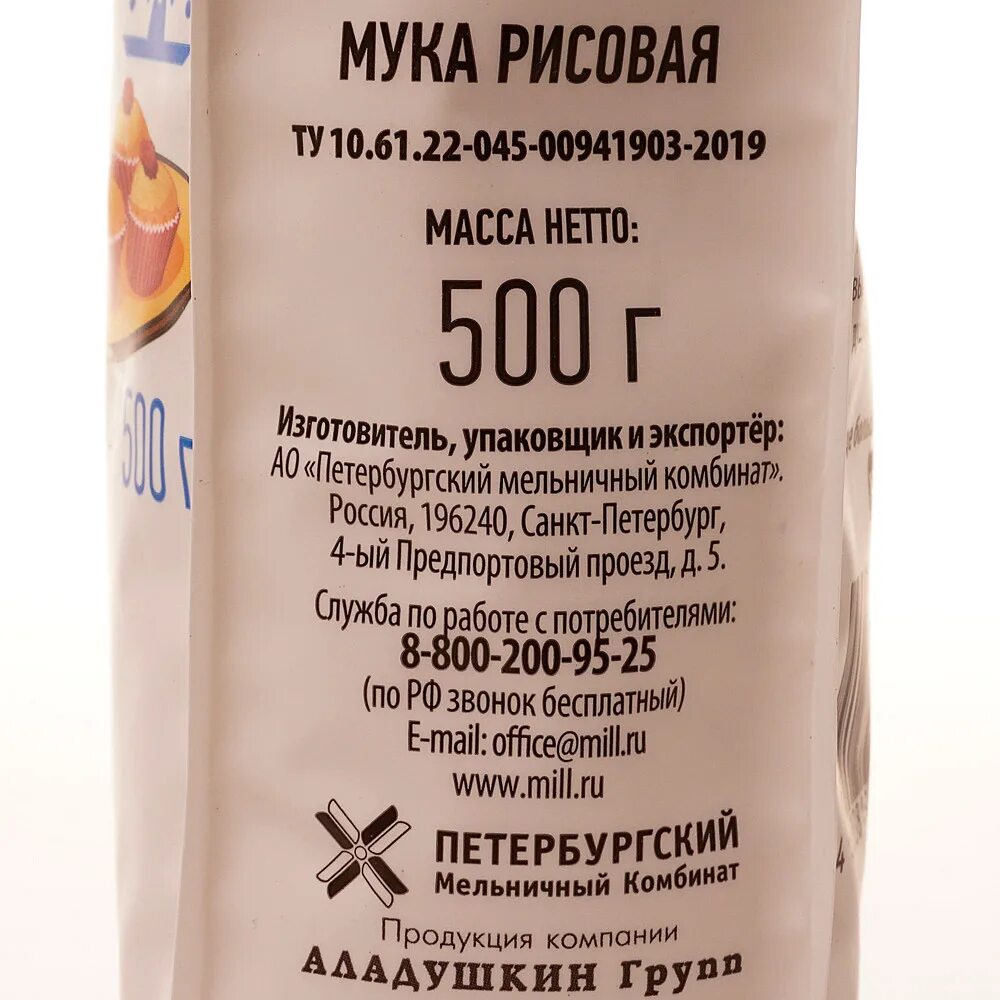 МУКА РИСОВАЯ
ТУ 10.61.22-045-00941903-2019
МАССА НЕТТО:
500 г
Изготовитель, упаковщик и экспортёр:
АО «Петербургский мельничный комбинат».
Россия, 196240, Санкт-Петербург,
4-ый Предпортовый проезд, д. 5.
Служба по работе с потребителями:
8-800-200-95-25
(по РФ звонок бесплатный)
E-mail: office@mill.ru
www.mill.ru
ПЕТЕРБУРГСКИЙ
Мельничный Комбинат
Продукция компании
АЛАДУШКИН Групп
500 г